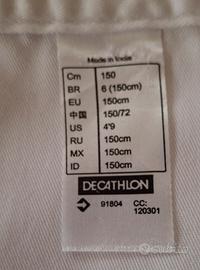 Made in India
Cm 150
BR 6 (150cm)
EU 150cm
中国 150/72
US 4'9
RU 150cm
MX 150cm
ID 150cm
DECATHLON
91804 CC:
120301